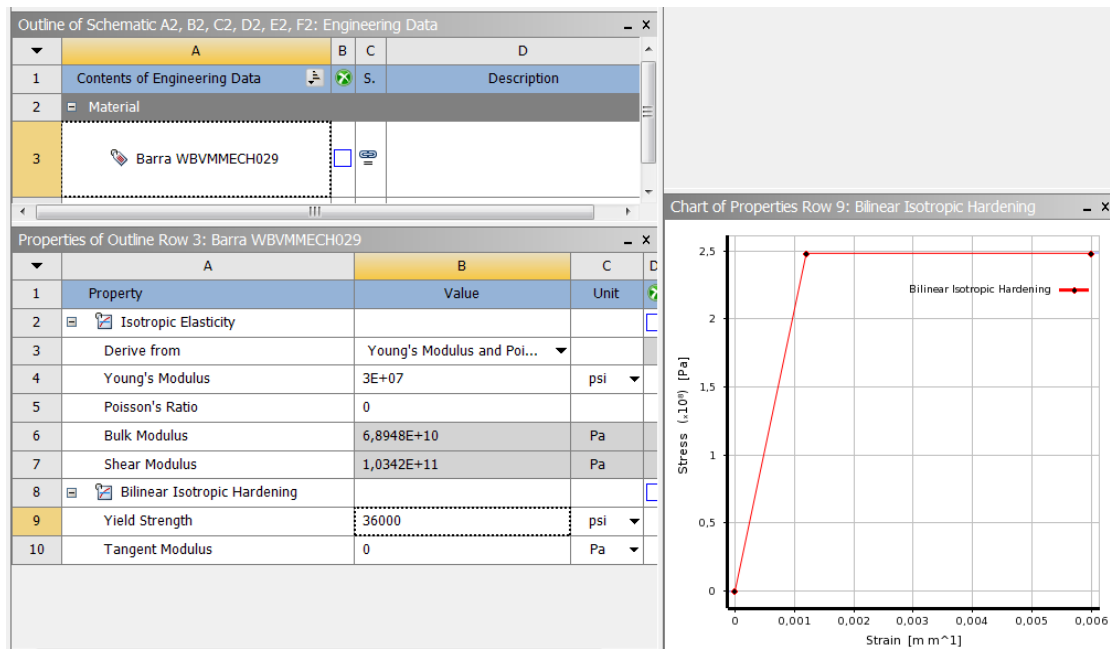 Outline of Schematic A2, B2, C2, D2, E2, F2: Engineering Data
A B C D
1 Contents of Engineering Data S. Description
2 Material
3 Barra WBVMMECH029
Properties of Outline Row 3: Barra WBVMMECH029
A B C D
1 Property Value Unit
2 Isotropic Elasticity
3 Derive from Young's Modulus and Poi...
4 Young's Modulus 3E+07 psi
5 Poisson's Ratio 0
6 Bulk Modulus 6,8948E+10 Pa
7 Shear Modulus 1,0342E+11 Pa
8 Bilinear Isotropic Hardening
9 Yield Strength 36000 psi
10 Tangent Modulus 0 Pa
Chart of Properties Row 9: Bilinear Isotropic Hardening
2,5
Bilinear Isotropic Hardening
2
1,5
1
0,5
0
Stress (x10⁸) [Pa]
0 0,001 0,002 0,003 0,004 0,005 0,006
Strain [m m^1]